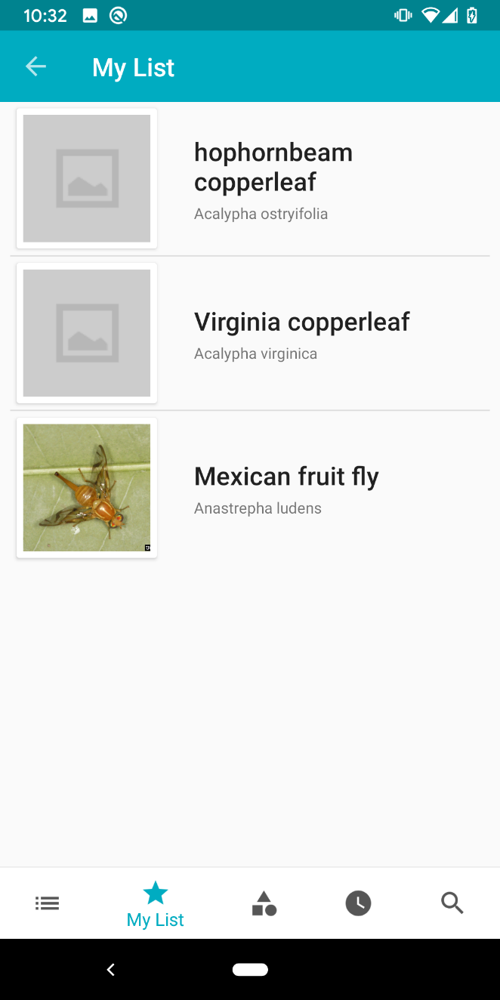 10:32
My List
hophornbeam
copperleaf
Acalypha ostryifolia
Virginia copperleaf
Acalypha virginica
Mexican fruit fly
Anastrepha ludens
My List